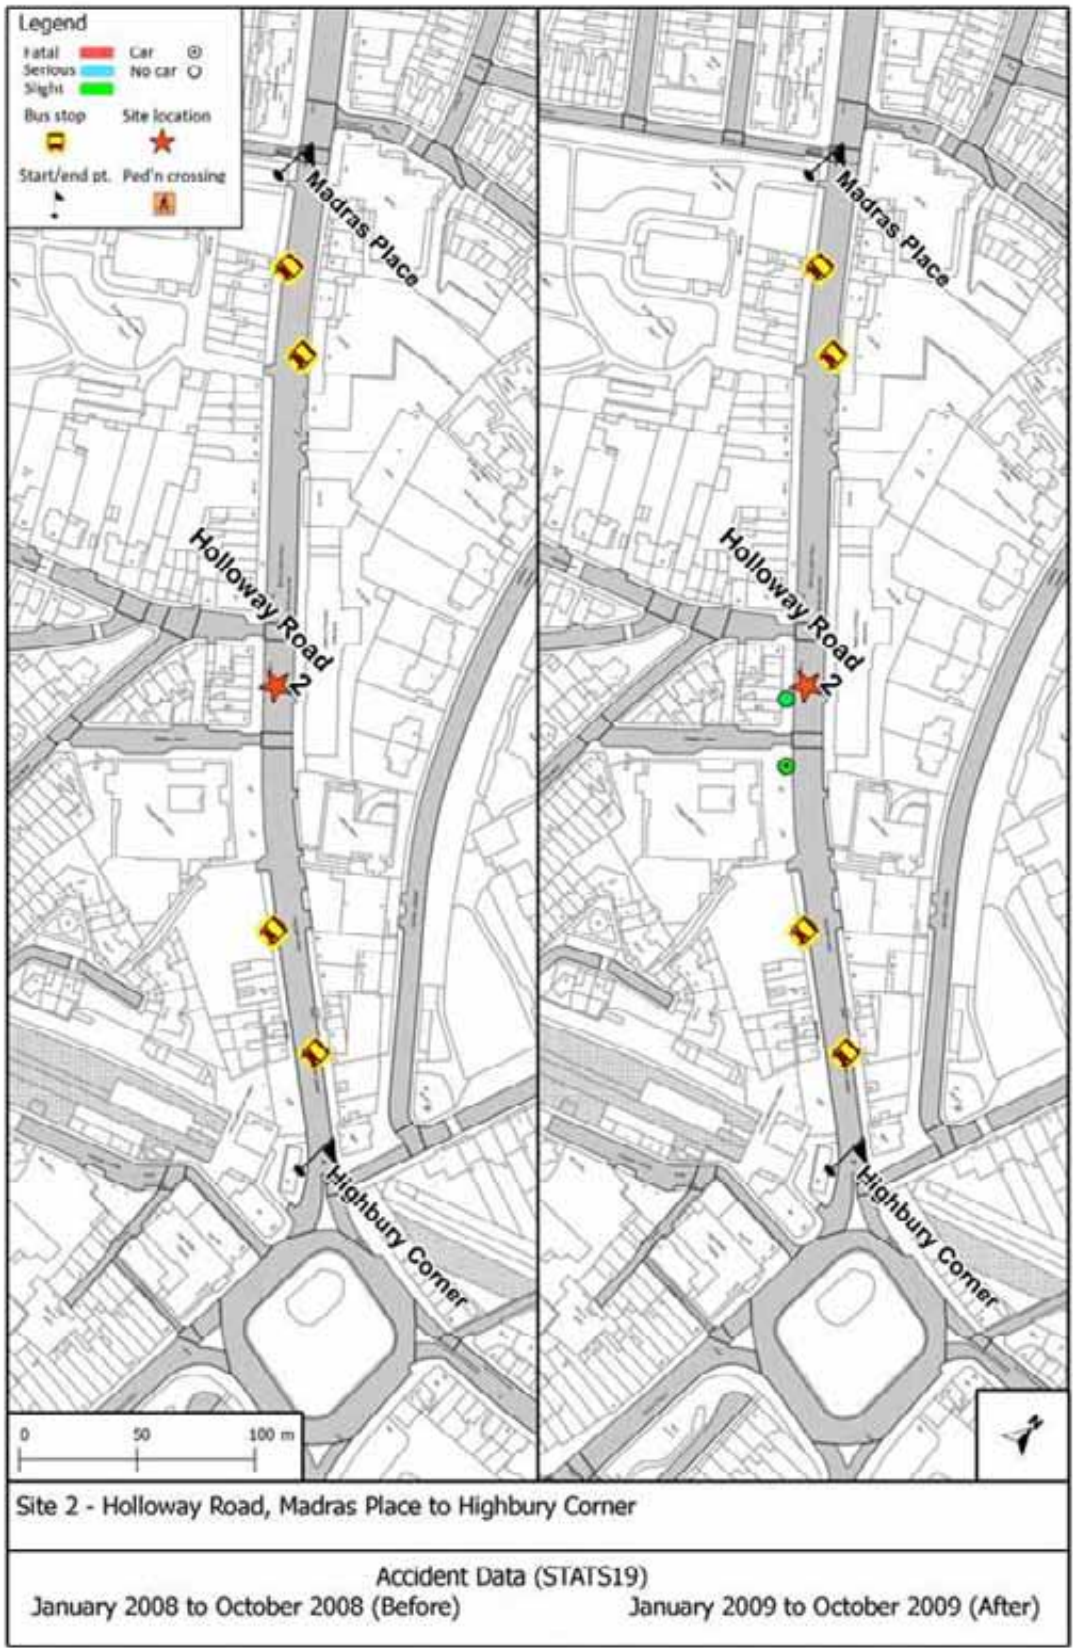 Legend
Fatal Car
Serious No car
Slight
Bus stop Site location
Start/end pt. Ped'n crossing
Madras Place
Madras Place
Holloway Road
2
Holloway Road
2
Highbury Corner
Highbury Corner
0 50 100 m
N
Site 2 - Holloway Road, Madras Place to Highbury Corner
Accident Data (STATS19)
January 2008 to October 2008 (Before) January 2009 to October 2009 (After)